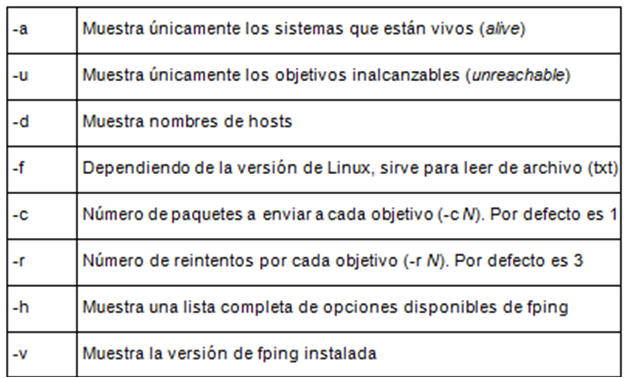 -a Muestra únicamente los sistemas que están vivos (alive)
-u Muestra únicamente los objetivos inalcanzables (unreachable)
-d Muestra nombres de hosts
-f Dependiendo de la versión de Linux, sirve para leer de archivo (txt)
-c Número de paquetes a enviar a cada objetivo (-c N). Por defecto es 1
-r Número de reintentos por cada objetivo (-r N). Por defecto es 3
-h Muestra una lista completa de opciones disponibles de fping
-v Muestra la versión de fping instalada